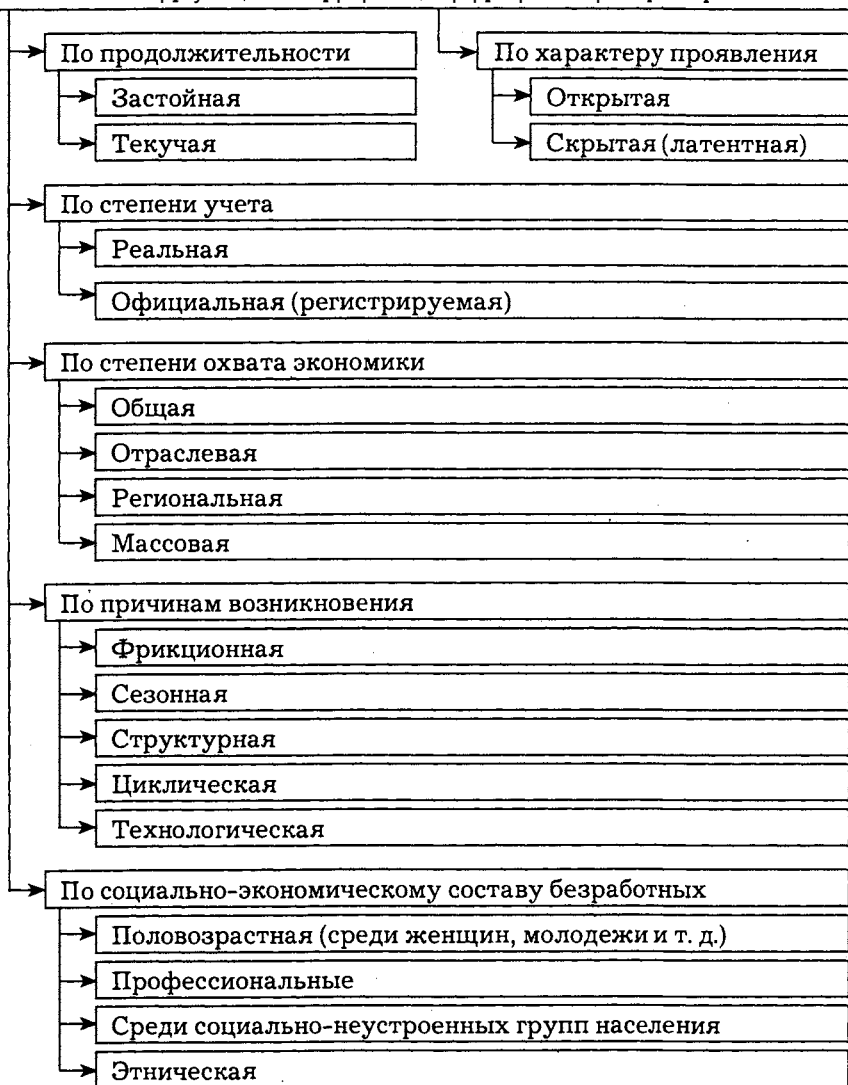 По продолжительности
Застойная
Текучая
По характеру проявления
Открытая
Скрытая (латентная)
По степени учета
Реальная
Официальная (регистрируемая)
По степени охвата экономики
Общая
Отраслевая
Региональная
Массовая
По причинам возникновения
Фрикционная
Сезонная
Структурная
Циклическая
Технологическая
По социально-экономическому составу безработных
Половозрастная (среди женщин, молодежи и т. д.)
Профессиональные
Среди социально-неустроенных групп населения
Этническая